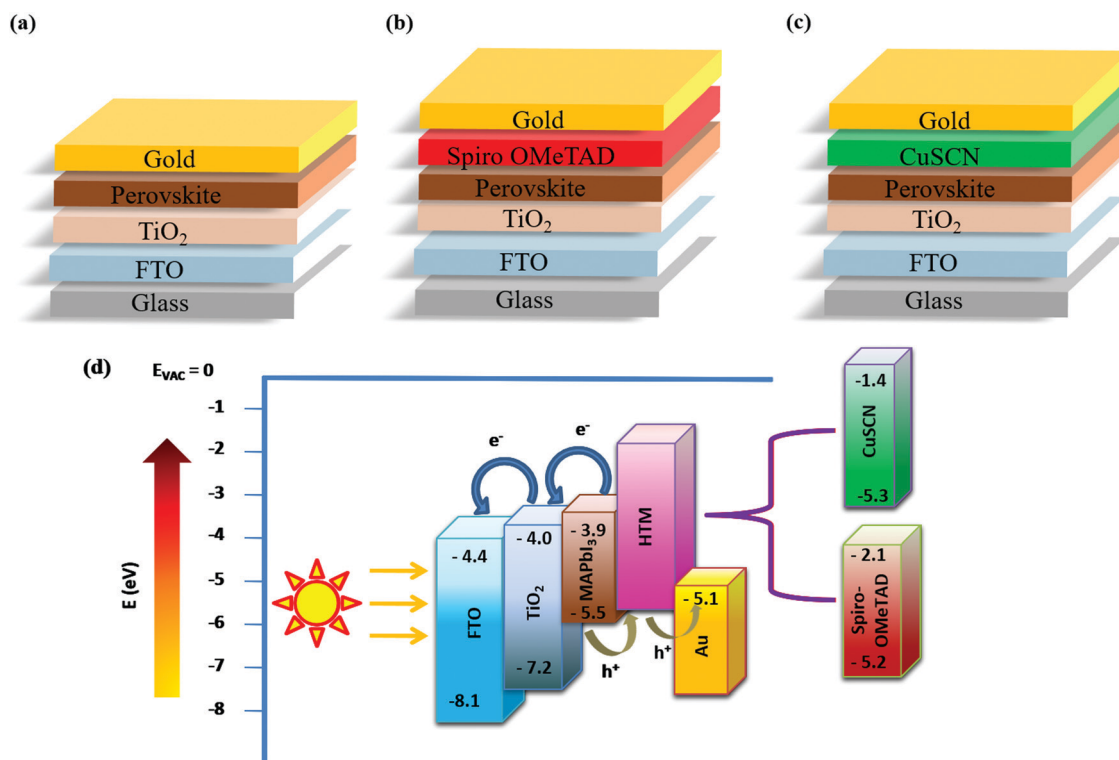 (a)
Gold
Perovskite
TiO₂
FTO
Glass
(b)
Gold
Spiro OMeTAD
Perovskite
TiO₂
FTO
Glass
(c)
Gold
CuSCN
Perovskite
TiO₂
FTO
Glass
(d)
E_VAC = 0
-1
-2
-3
-4
-5
-6
-7
-8
E (eV)
e⁻
e⁻
- 4.4
FTO
-8.1
- 4.0
TiO₂
- 7.2
- 3.9
MAPbI₃
- 5.5
HTM
h⁺
h⁺
- 5.1
Au
-1.4
CuSCN
-5.3
- 2.1
Spiro-
OMeTAD
- 5.2